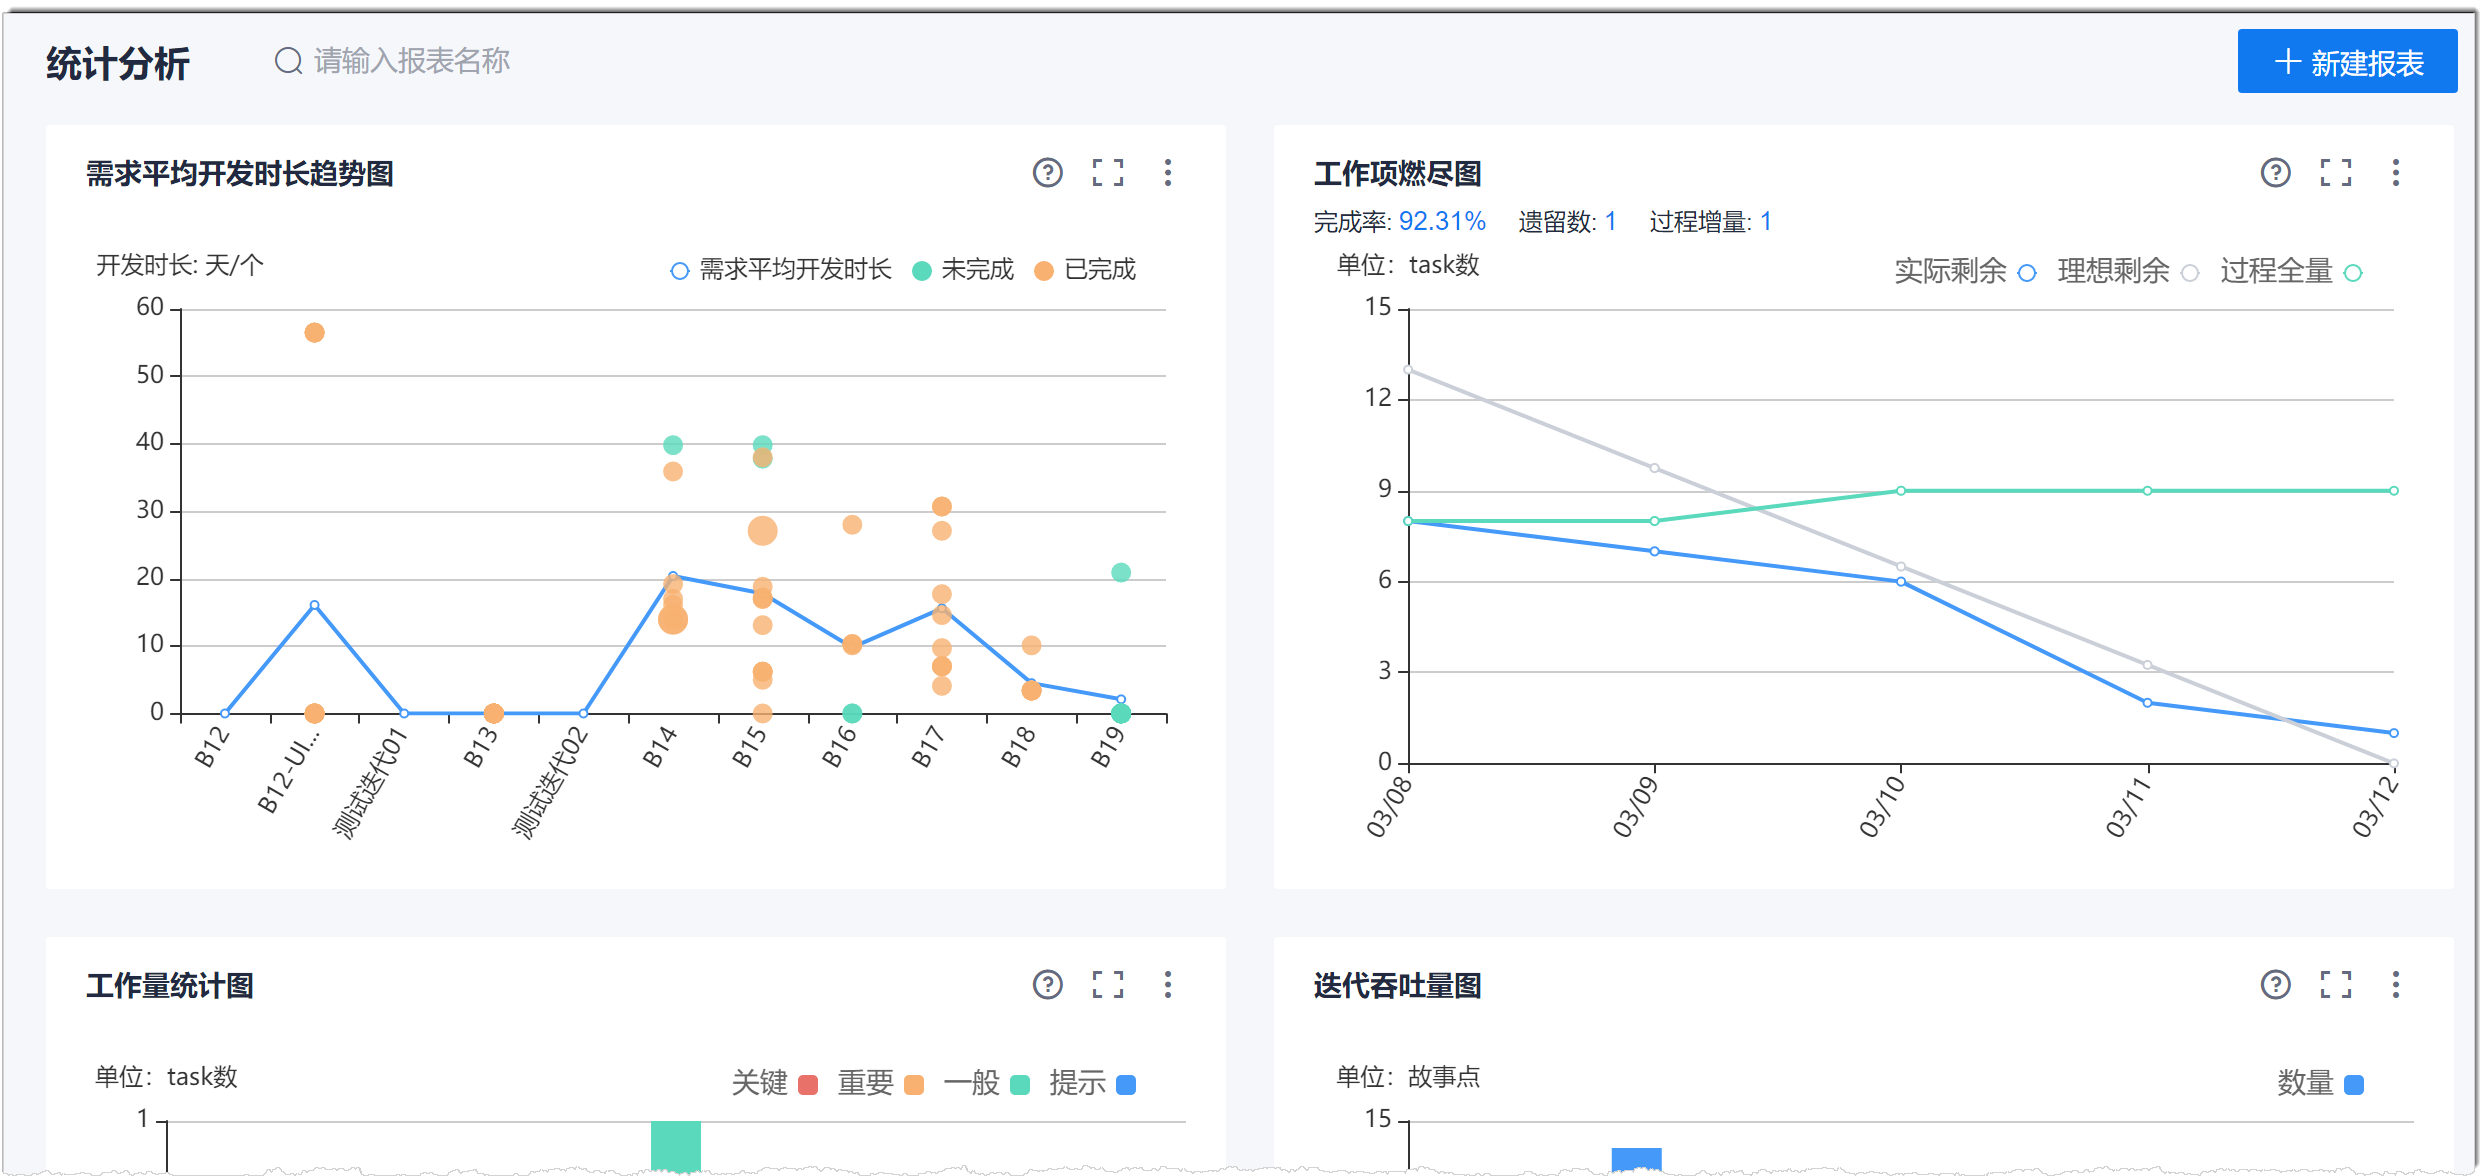 统计分析
请输入报表名称
新建报表
需求平均开发时长趋势图
开发时长: 天/个
需求平均开发时长 未完成 已完成
60
50
40
30
20
10
0
B12 B12-UI... 测试迭代01 B13 测试迭代02 B14 B15 B16 B17 B18 B19
工作项燃尽图
完成率: 92.31% 遗留数: 1 过程增量: 1
单位：task数
实际剩余 理想剩余 过程全量
15
12
9
6
3
0
03/08 03/09 03/10 03/11 03/12
工作量统计图
单位：task数
关键 重要 一般 提示
1
迭代吞吐量图
单位：故事点
数量
15